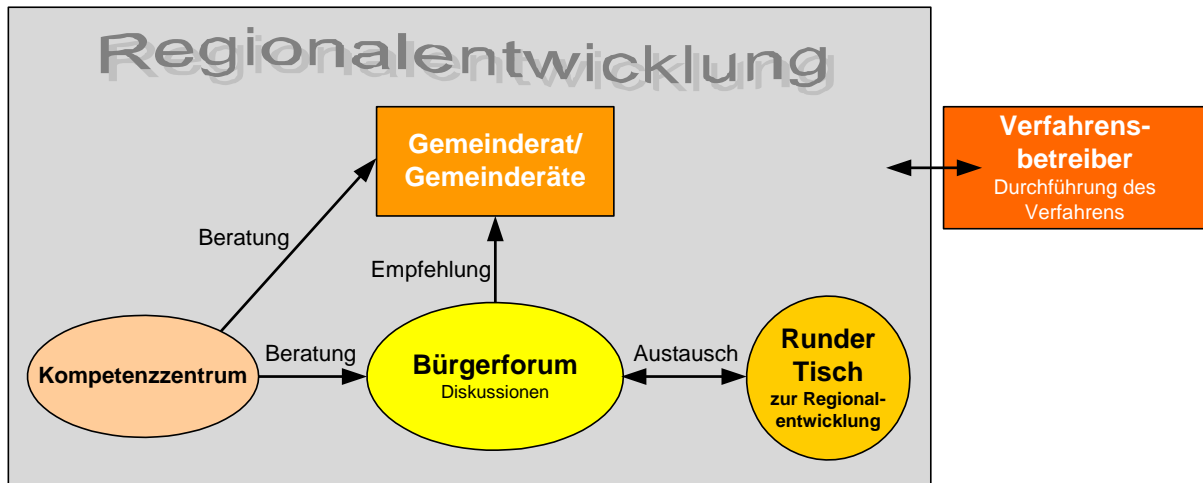 Regionalentwicklung
Gemeinderat/
Gemeinderäte
Verfahrens-
betreiber
Durchführung des
Verfahrens
Beratung
Empfehlung
Kompetenzzentrum
Beratung
Bürgerforum
Diskussionen
Austausch
Runder
Tisch
zur Regional-
entwicklung